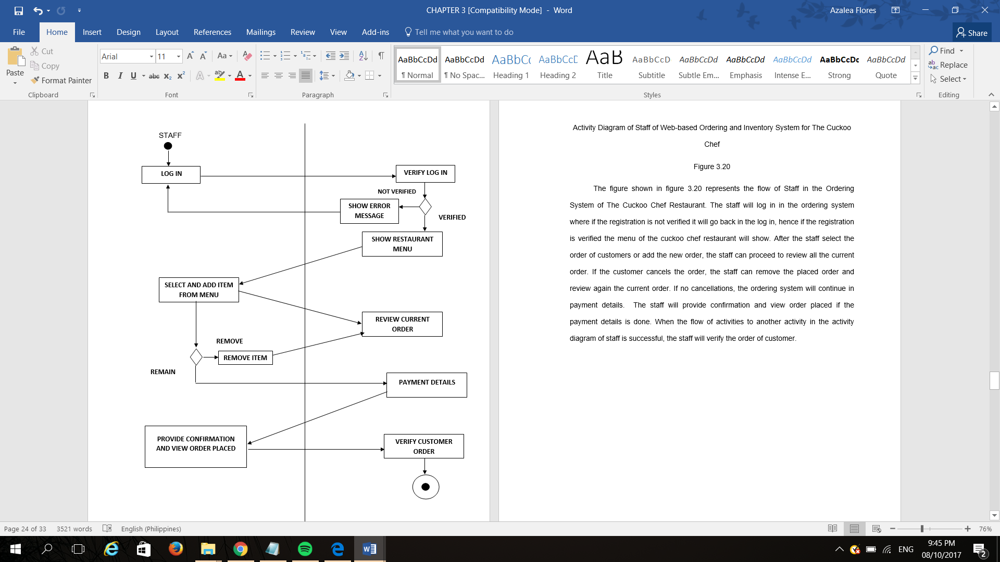 CHAPTER 3 [Compatibility Mode] - Word
Azalea Flores
File Home Insert Design Layout References Mailings Review View Add-ins Tell me what you want to do
Share
Paste
Cut
Copy
Format Painter
Clipboard
Arial 11
Aa
B I U abc X₂ X²
A
Font
Paragraph
AaBbCcDd ¶ Normal
AaBbCcDd ¶ No Spac...
AaBbCc Heading 1
AaBbCcD Heading 2
AaB Title
AaBbCcD Subtitle
AaBbCcDd Subtle Em...
AaBbCcDd Emphasis
AaBbCcDd Intense E...
AaBbCcDc Strong
AaBbCcDd Quote
Styles
Find
Replace
Select
Editing
STAFF
LOG IN
VERIFY LOG IN
NOT VERIFIED
SHOW ERROR
MESSAGE
VERIFIED
SHOW RESTAURANT
MENU
SELECT AND ADD ITEM
FROM MENU
REVIEW CURRENT
ORDER
REMOVE
REMOVE ITEM
REMAIN
PAYMENT DETAILS
PROVIDE CONFIRMATION
AND VIEW ORDER PLACED
VERIFY CUSTOMER
ORDER
Activity Diagram of Staff of Web-based Ordering and Inventory System for The Cuckoo
Chef
Figure 3.20
The figure shown in figure 3.20 represents the flow of Staff in the Ordering
System of The Cuckoo Chef Restaurant. The staff will log in in the ordering system
where if the registration is not verified it will go back in the log in, hence if the registration
is verified the menu of the cuckoo chef restaurant will show. After the staff select the
order of customers or add the new order, the staff can proceed to review all the current
order. If the customer cancels the order, the staff can remove the placed order and
review again the current order. If no cancellations, the ordering system will continue in
payment details. The staff will provide confirmation and view order placed if the
payment details is done. When the flow of activities to another activity in the activity
diagram of staff is successful, the staff will verify the order of customer.
Page 24 of 33 3521 words English (Philippines)
76%
ENG
9:45 PM
08/10/2017
2